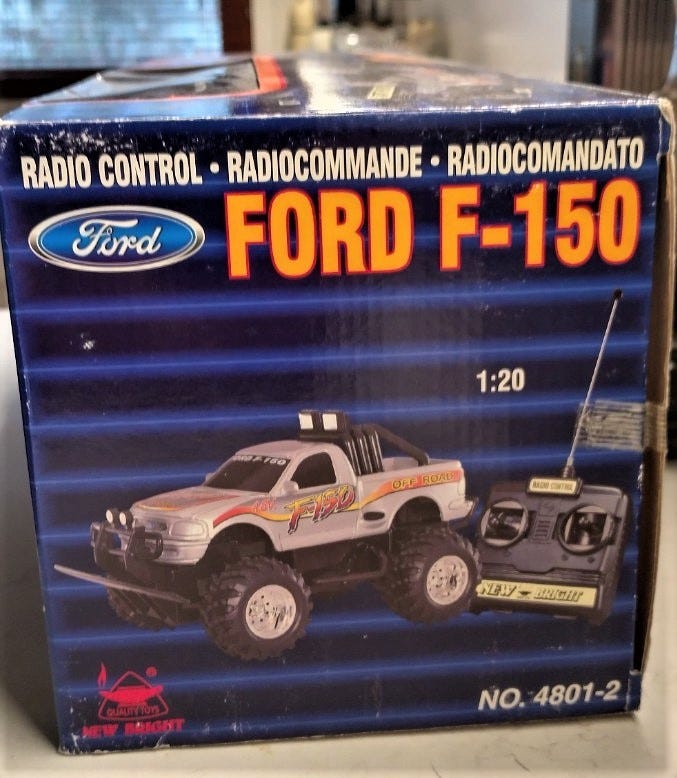 RADIO CONTROL • RADIOCOMMANDE • RADIOCOMANDATO
Ford
FORD F-150
1:20
FORD F-150
F-150
OFF ROAD
RADIO CONTROL
NEW BRIGHT
QUALITY TOYS
NEW BRIGHT
NO. 4801-2